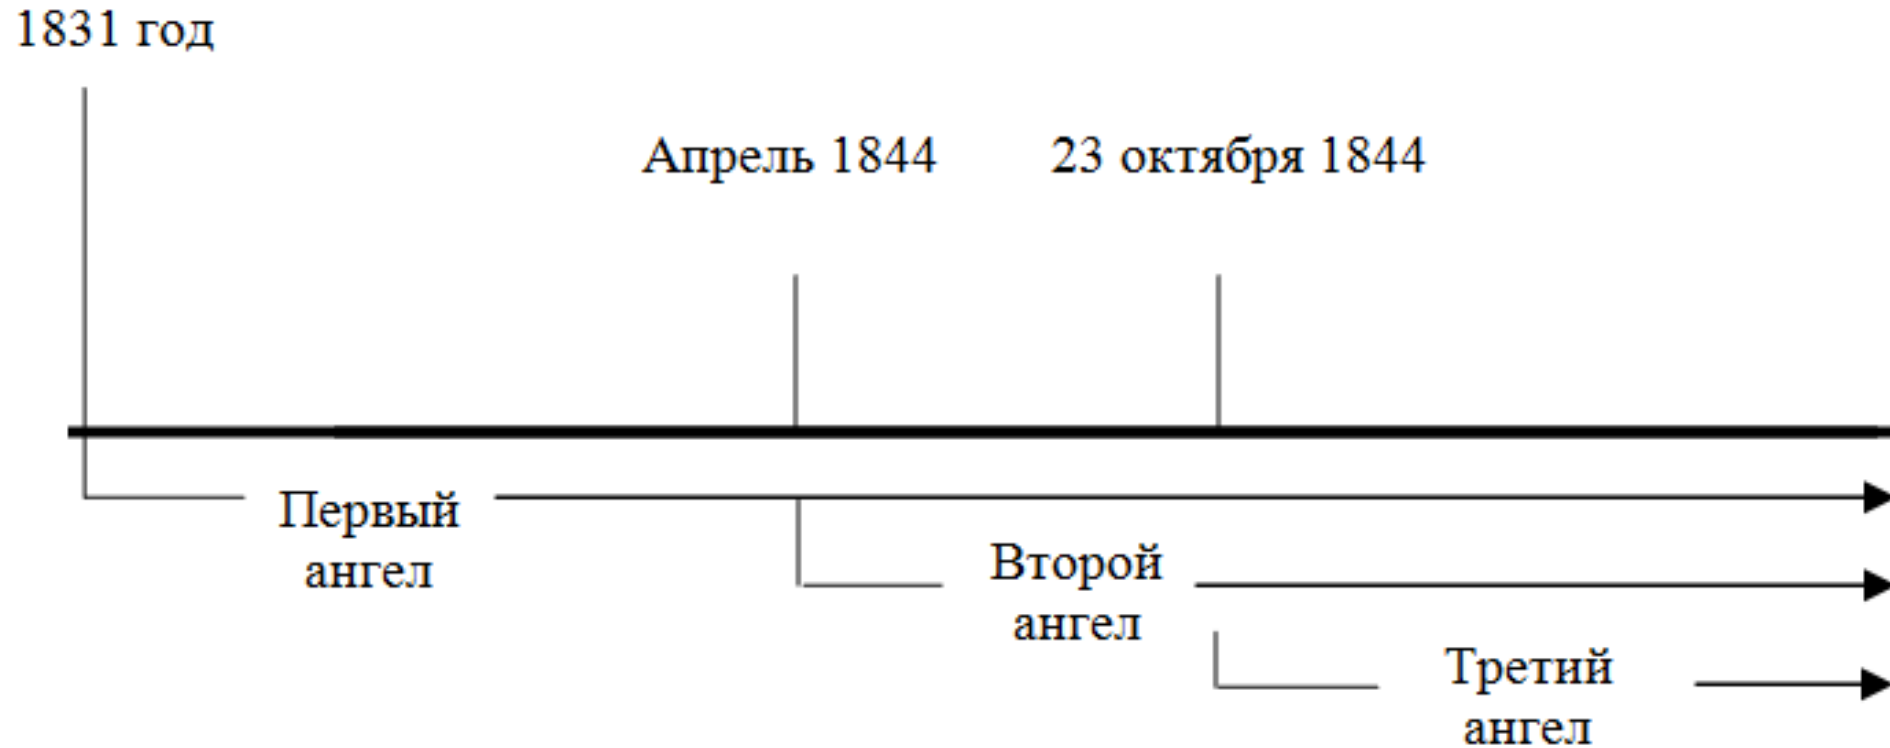 1831 год
Апрель 1844
23 октября 1844
Первый
ангел
Второй
ангел
Третий
ангел